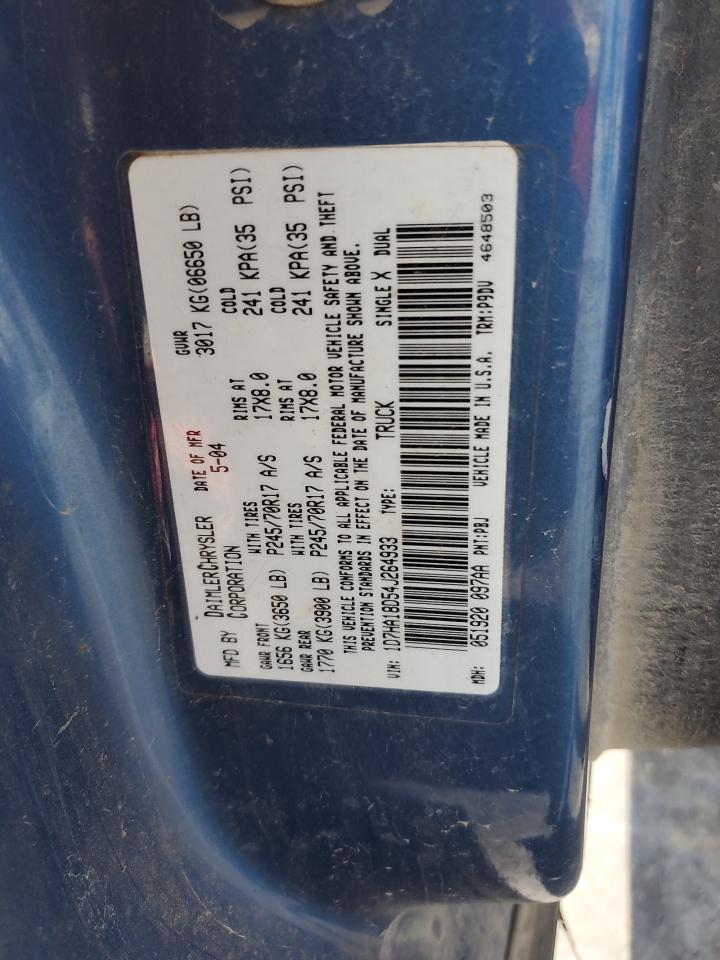 MFD BY DAIMLERCHRYSLER CORPORATION
DATE OF MFR 5-04
GVWR 3017 KG(06650 LB)
GAWR FRONT WITH TIRES RIMS AT COLD
1656 KG(3650 LB) P245/70R17 A/S 17X8.0 241 KPA(35 PSI)
GAWR REAR WITH TIRES RIMS AT COLD
1770 KG(3900 LB) P245/70R17 A/S 17X8.0 241 KPA(35 PSI)
THIS VEHICLE CONFORMS TO ALL APPLICABLE FEDERAL MOTOR VEHICLE SAFETY AND THEFT
PREVENTION STANDARDS IN EFFECT ON THE DATE OF MANUFACTURE SHOWN ABOVE.
VIN: 1D7HA18D54J264933 TYPE: TRUCK SINGLE X DUAL
MDH: 051920 097AA PNT:PBJ VEHICLE MADE IN U.S.A. TRM:P9DV 4648503